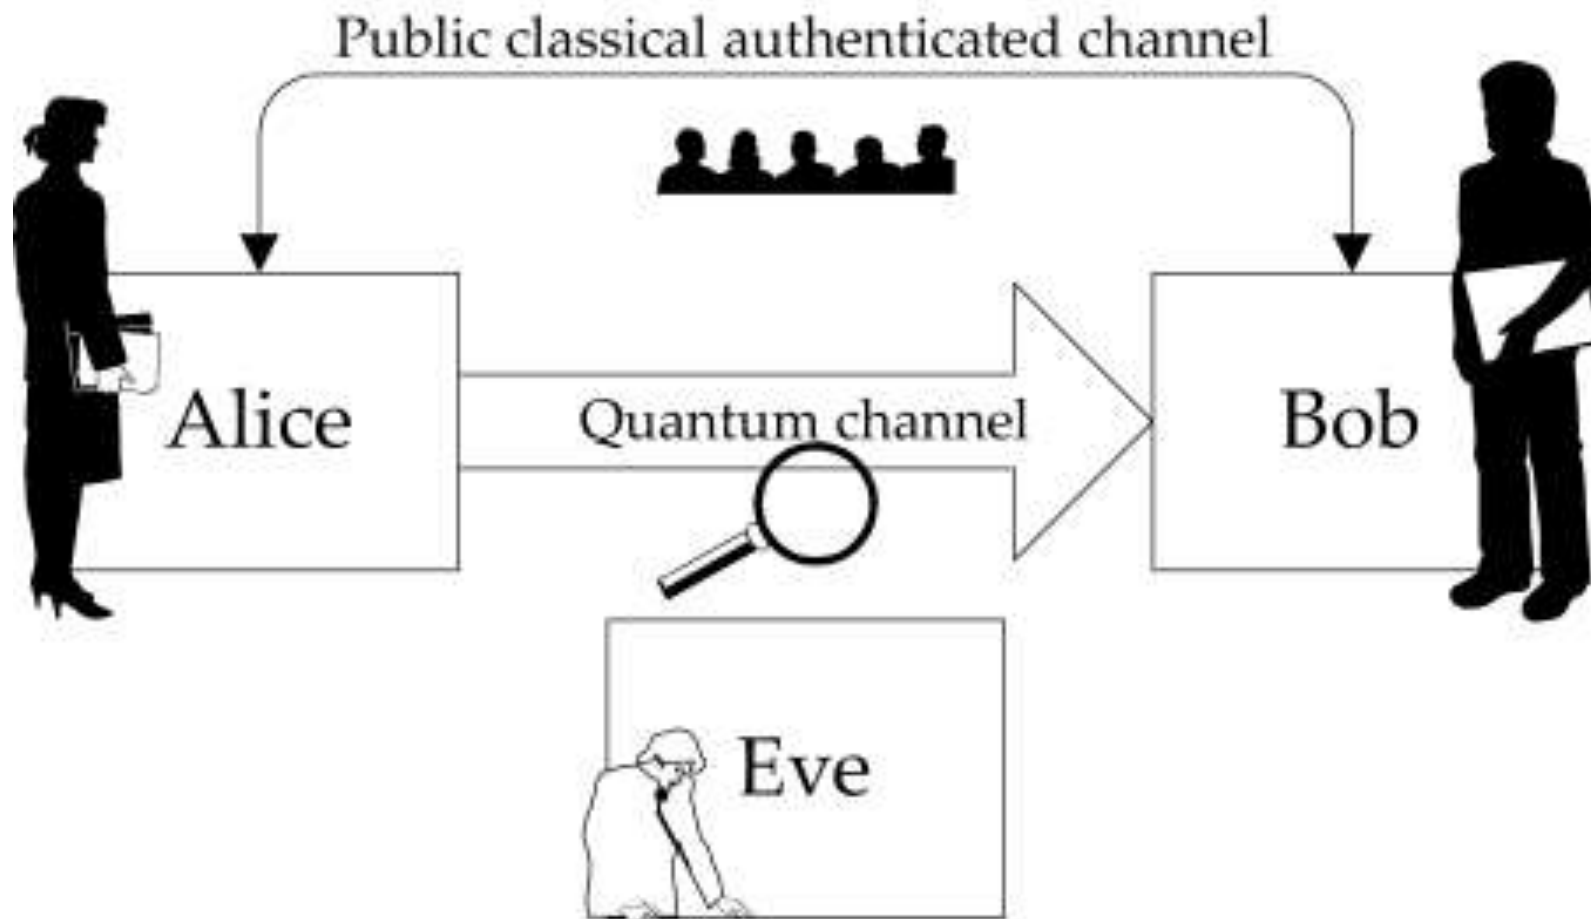 Public classical authenticated channel
Alice
Quantum channel
Bob
Eve